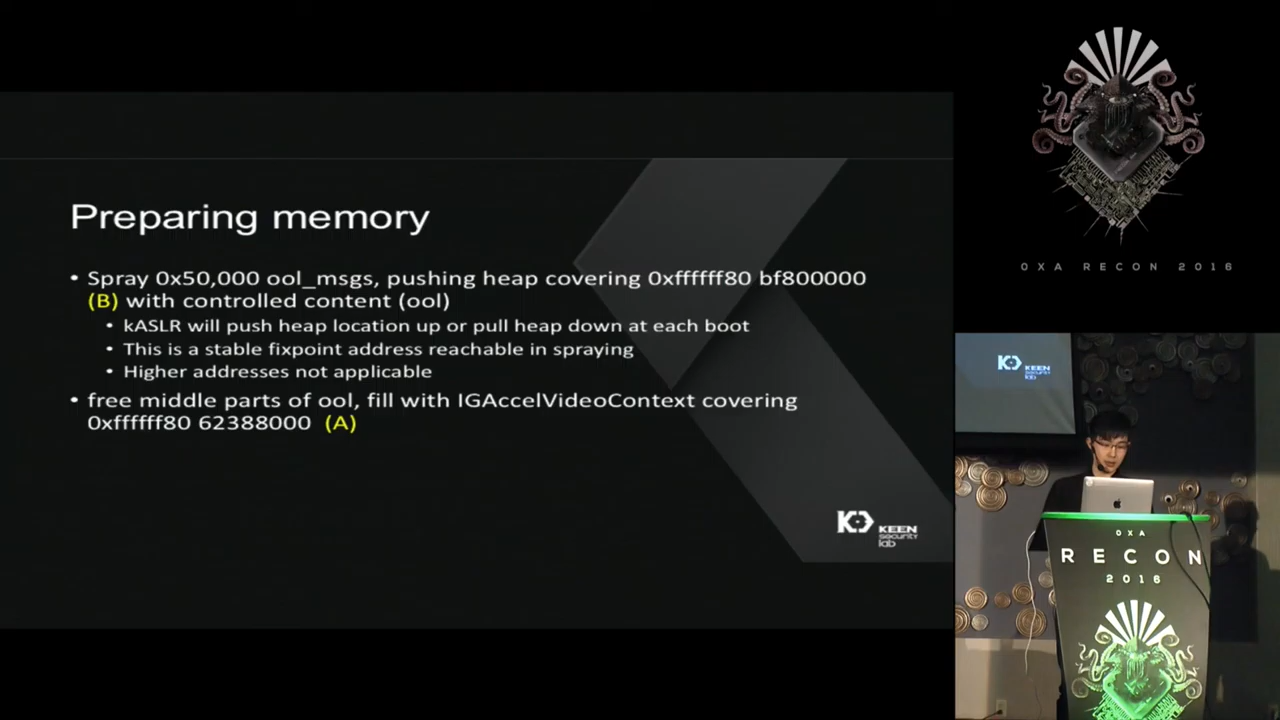 Preparing memory
• Spray 0x50,000 ool_msgs, pushing heap covering 0xffffff80 bf800000
(B) with controlled content (ool)
• kASLR will push heap location up or pull heap down at each boot
• This is a stable fixpoint address reachable in spraying
• Higher addresses not applicable
• free middle parts of ool, fill with IGAccelVideoContext covering
0xffffff80 62388000 (A)
KEEN
security
lab
0XA RECON 2016
KEEN
security
lab
0XA
RECON
2016